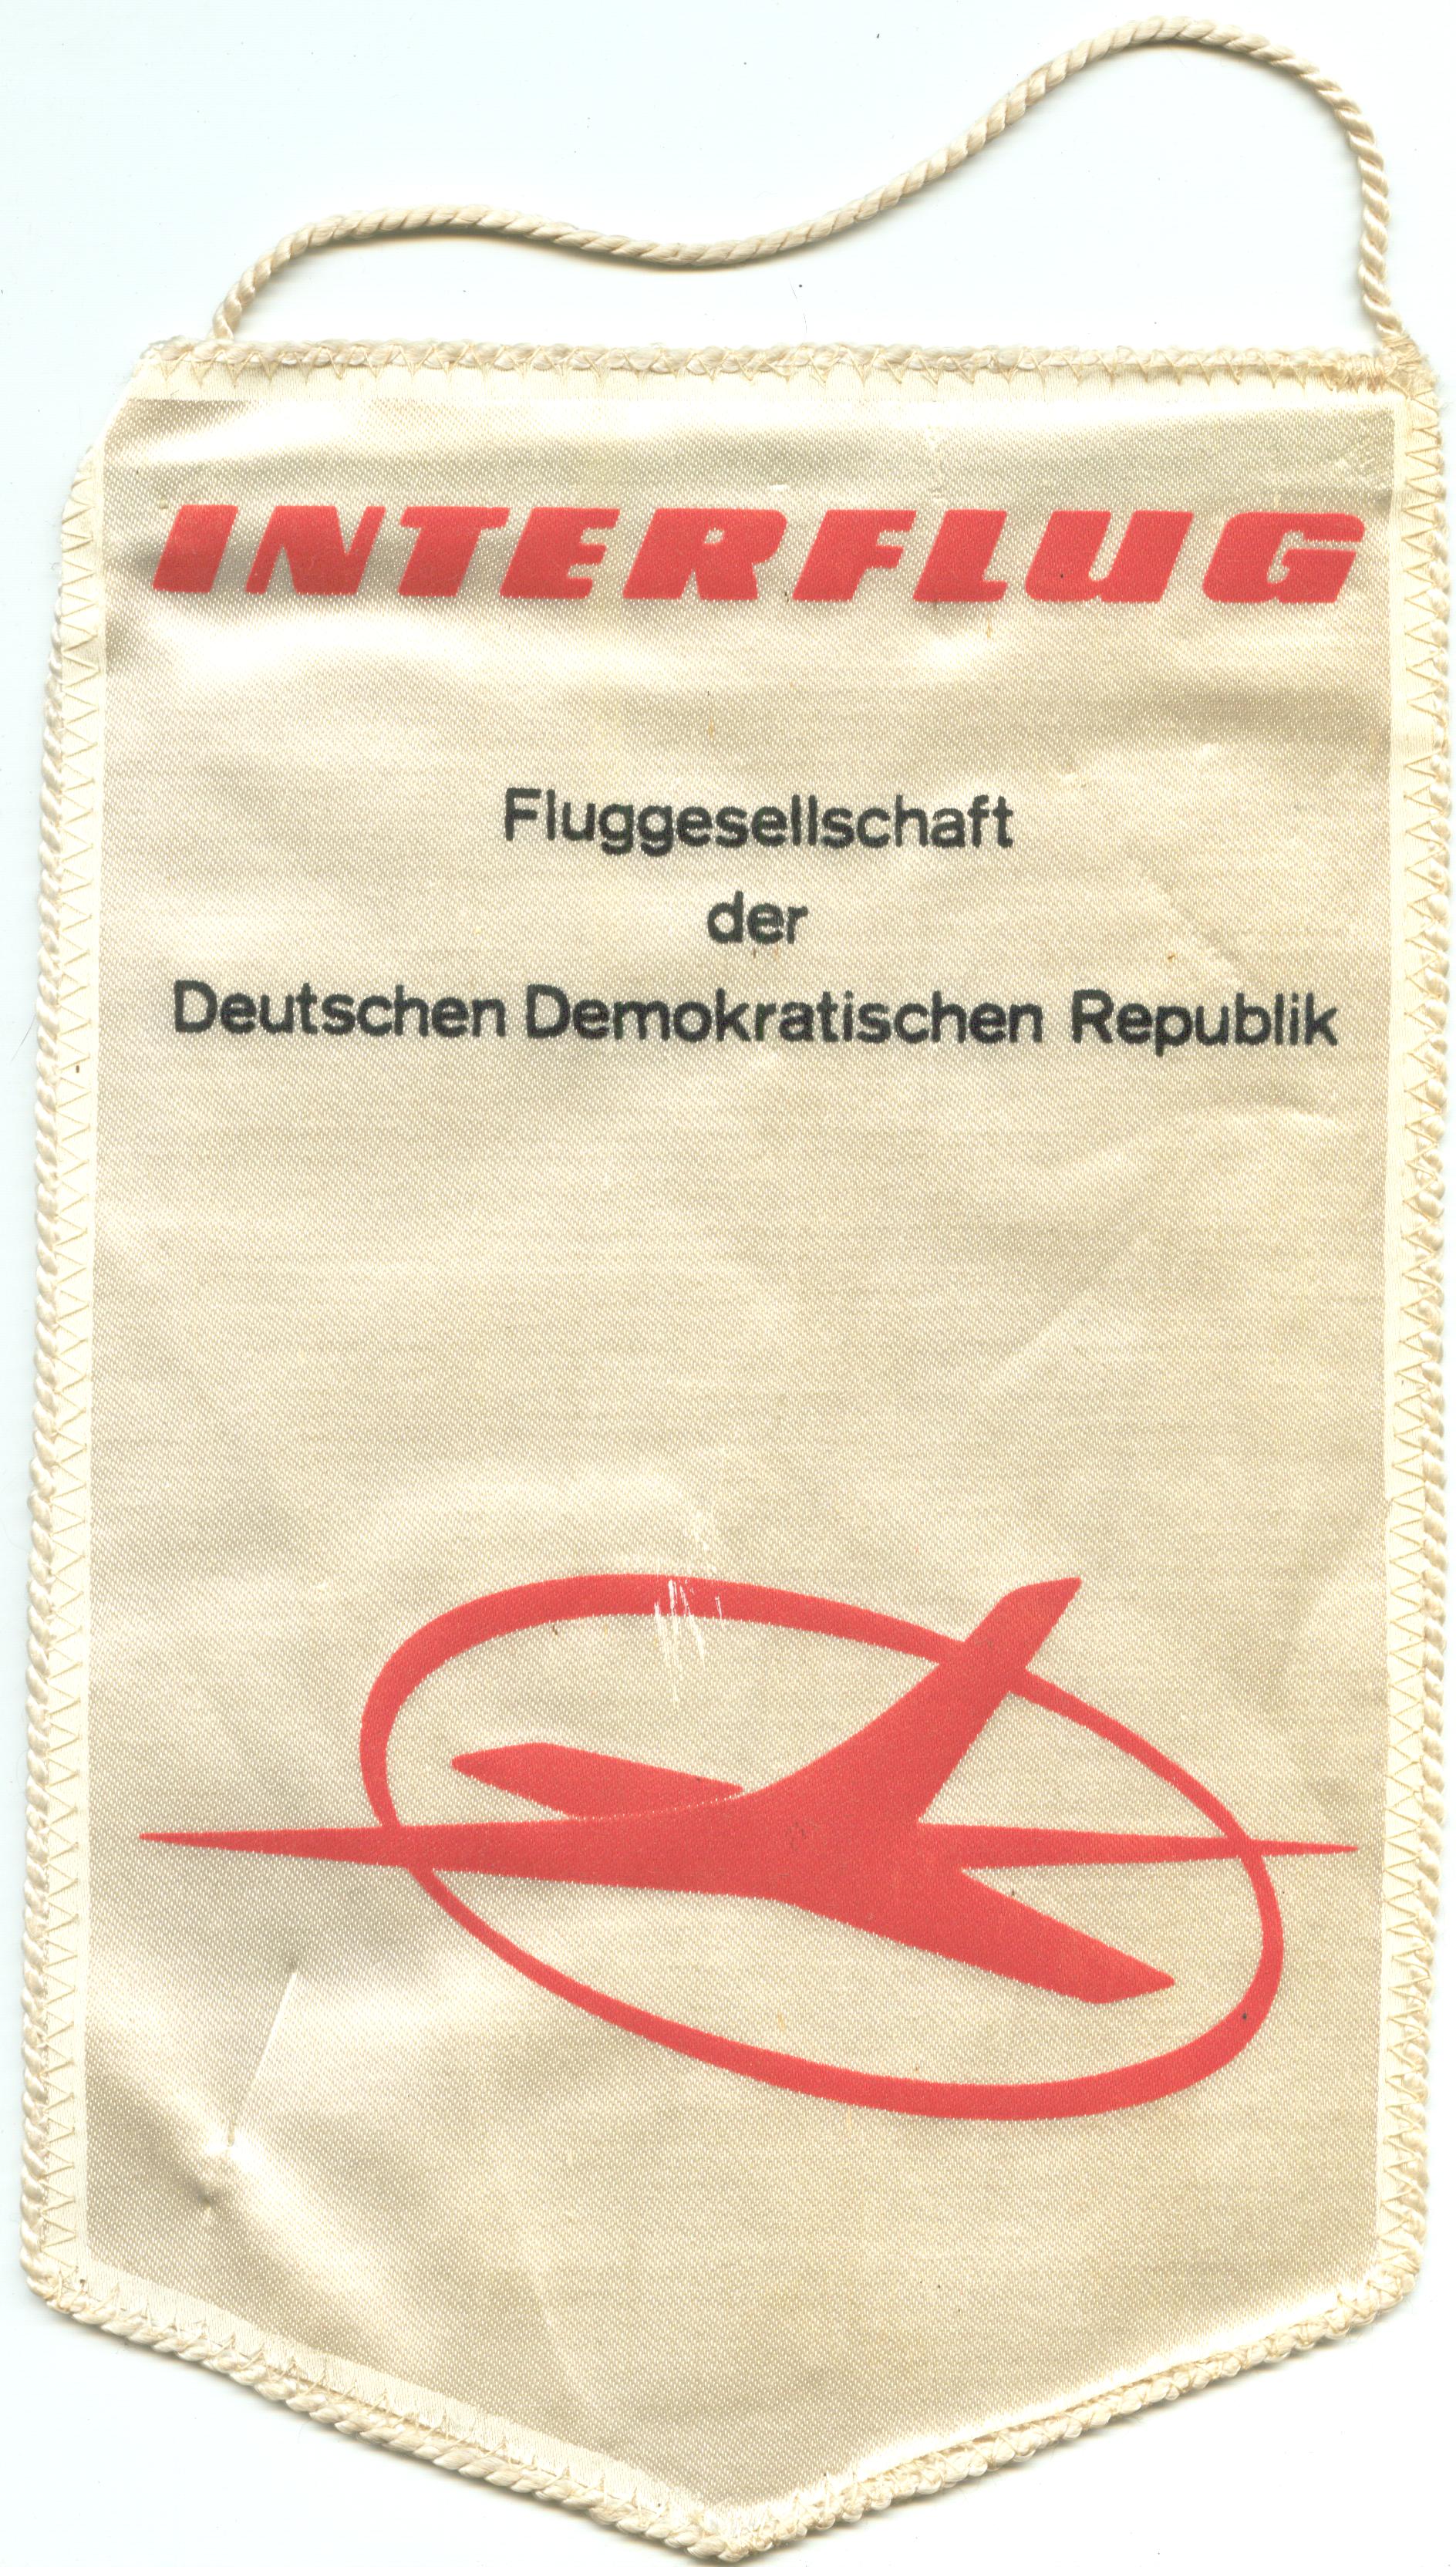 INTERFLUG
Fluggesellschaft
der
Deutschen Demokratischen Republik